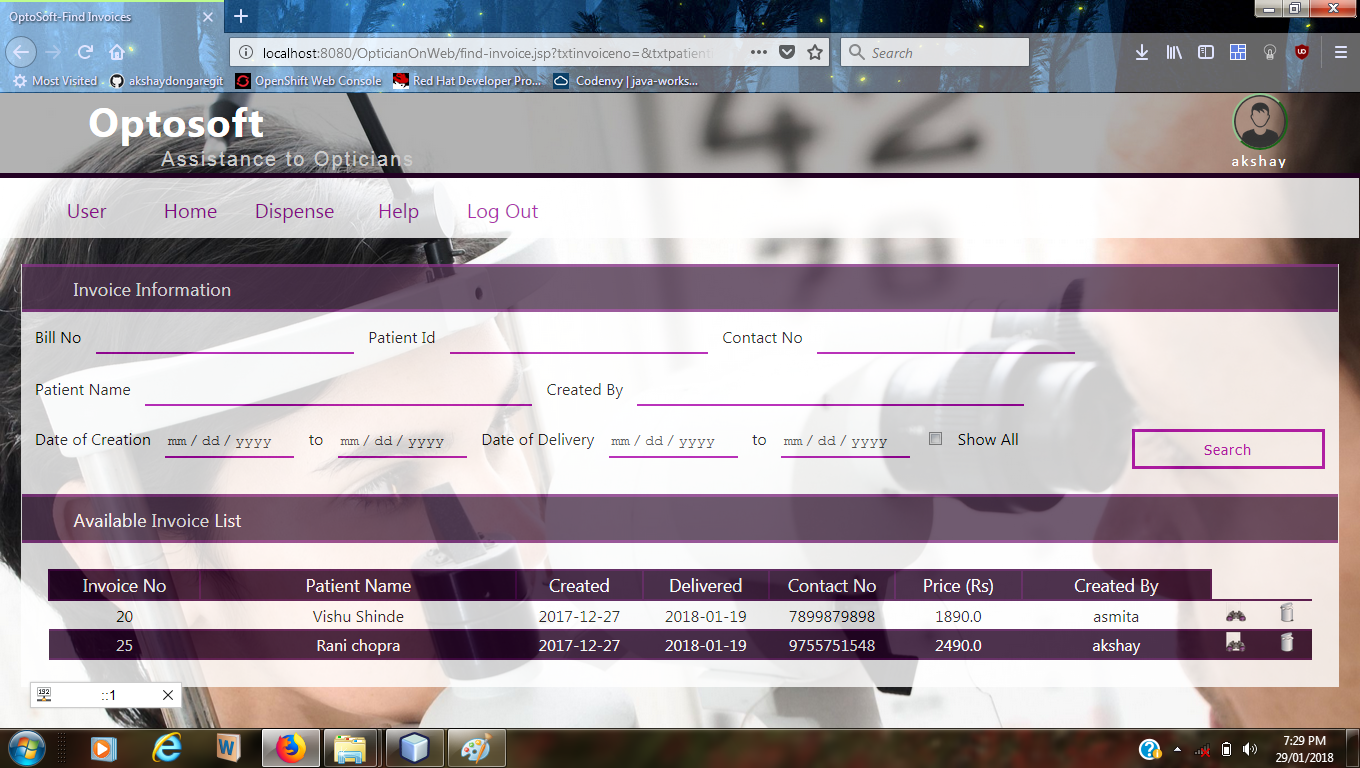 OptoSoft-Find Invoices
localhost:8080/OpticianOnWeb/find-invoice.jsp?txtinvoiceno=&txtpatient
Search
Most Visited akshaydongaregit OpenShift Web Console Red Hat Developer Pro... Codenvy | java-works...
42
Optosoft
Assistance to Opticians
akshay
User Home Dispense Help Log Out
78
Invoice Information
Bill No Patient Id Contact No
Patient Name Created By
Date of Creation mm / dd / yyyy to mm / dd / yyyy Date of Delivery mm / dd / yyyy to mm / dd / yyyy Show All
Search
Available Invoice List
Invoice No Patient Name Created Delivered Contact No Price (Rs) Created By
20 Vishu Shinde 2017-12-27 2018-01-19 7899879898 1890.0 asmita
25 Rani chopra 2017-12-27 2018-01-19 9755751548 2490.0 akshay
::1
7:29 PM
29/01/2018